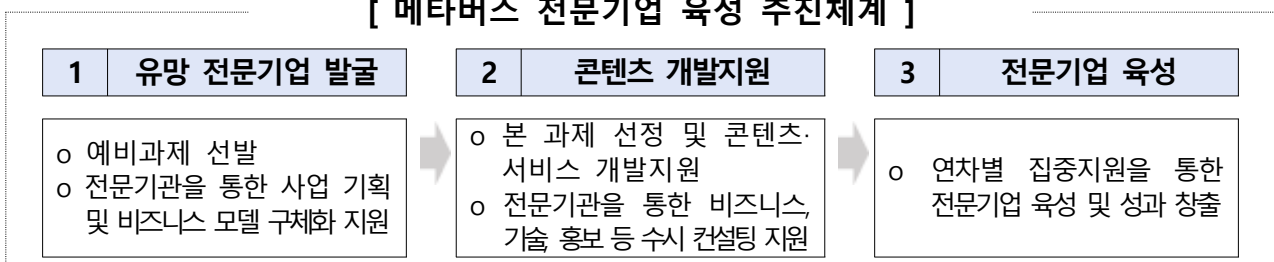 [ 메타버스 전문기업 육성 추진체계 ]
1 유망 전문기업 발굴
o 예비과제 선발
o 전문기관을 통한 사업 기획
및 비즈니스 모델 구체화 지원
2 콘텐츠 개발지원
o 본 과제 선정 및 콘텐츠·
서비스 개발지원
o 전문기관을 통한 비즈니스,
기술, 홍보 등 수시 컨설팅 지원
3 전문기업 육성
o 연차별 집중지원을 통한
전문기업 육성 및 성과 창출